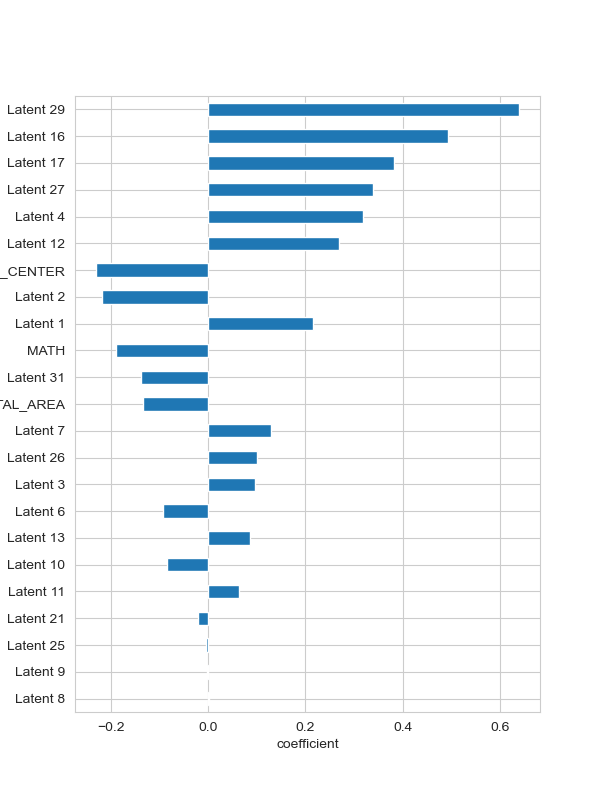 Latent 29
Latent 16
Latent 17
Latent 27
Latent 4
Latent 12
_CENTER
Latent 2
Latent 1
MATH
Latent 31
TAL_AREA
Latent 7
Latent 26
Latent 3
Latent 6
Latent 13
Latent 10
Latent 11
Latent 21
Latent 25
Latent 9
Latent 8
−0.2 0.0 0.2 0.4 0.6
coefficient